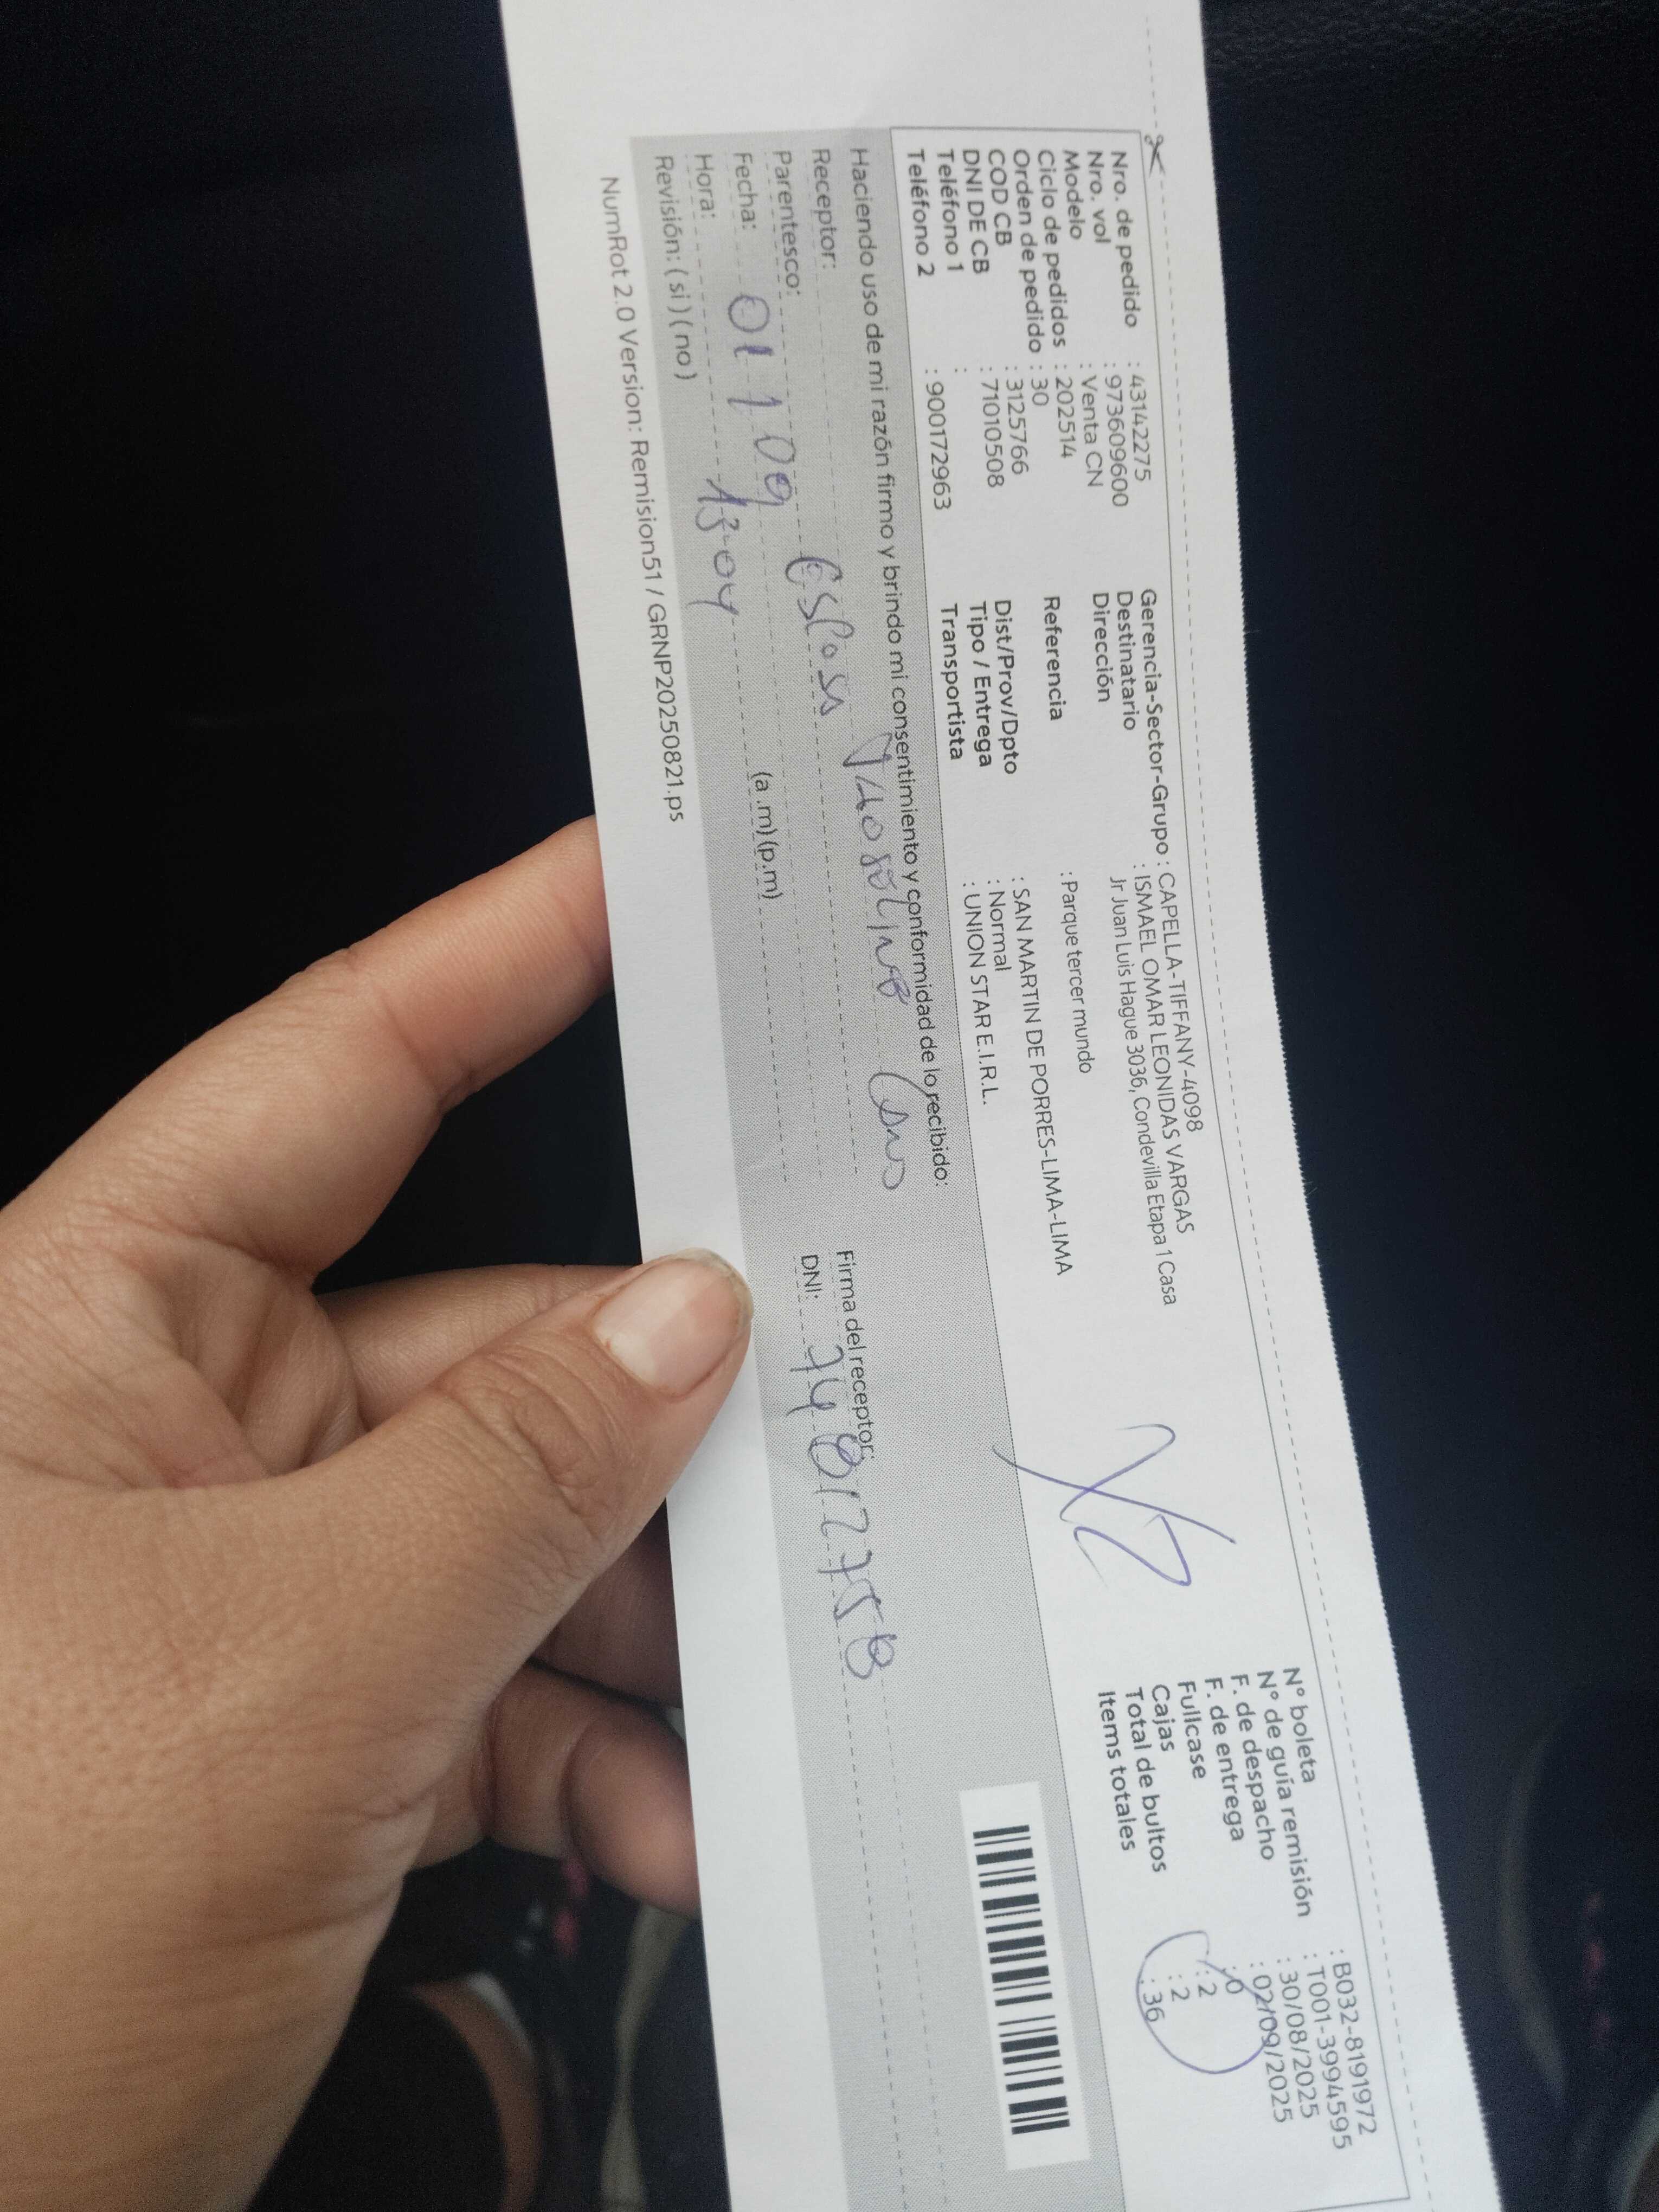 Nro. de pedido : 43142275
Nro. vol : 973609600
Modelo : Venta CN
Ciclo de pedidos : 202514
Orden de pedido : 30
COD CB : 3125766
DNI DE CB : 71010508
Teléfono 1 :
Teléfono 2 : 900172963
Gerencia-Sector-Grupo : CAPELLA-TIFFANY-4098
Destinatario : ISMAEL OMAR LEONIDAS VARGAS
Dirección Jr Juan Luis Hague 3036, Condevilla Etapa 1 Casa
Referencia : Parque tercer mundo
Dist/Prov/Dpto : SAN MARTIN DE PORRES-LIMA-LIMA
Tipo / Entrega : Normal
Transportista : UNION STAR E.I.R.L.
N° boleta : B032-8191972
N° de guía remisión : T001-3994595
F. de despacho : 30/08/2025
F. de entrega : 02/09/2025
Fullcase : 0
Cajas : 2
Total de bultos : 2
Items totales : 36
Haciendo uso de mi razón firmo y brindo mi consentimiento y conformidad de lo recibido:
Receptor:
Parentesco: Esposa
Fecha: 01 / 09
Hora: 13:04 (a.m)(p.m)
Revisión: (si) (no)
Firma del receptor:
DNI: 74812758
NumRot 2.0 Version: Remision51 / GRNP20250821.ps